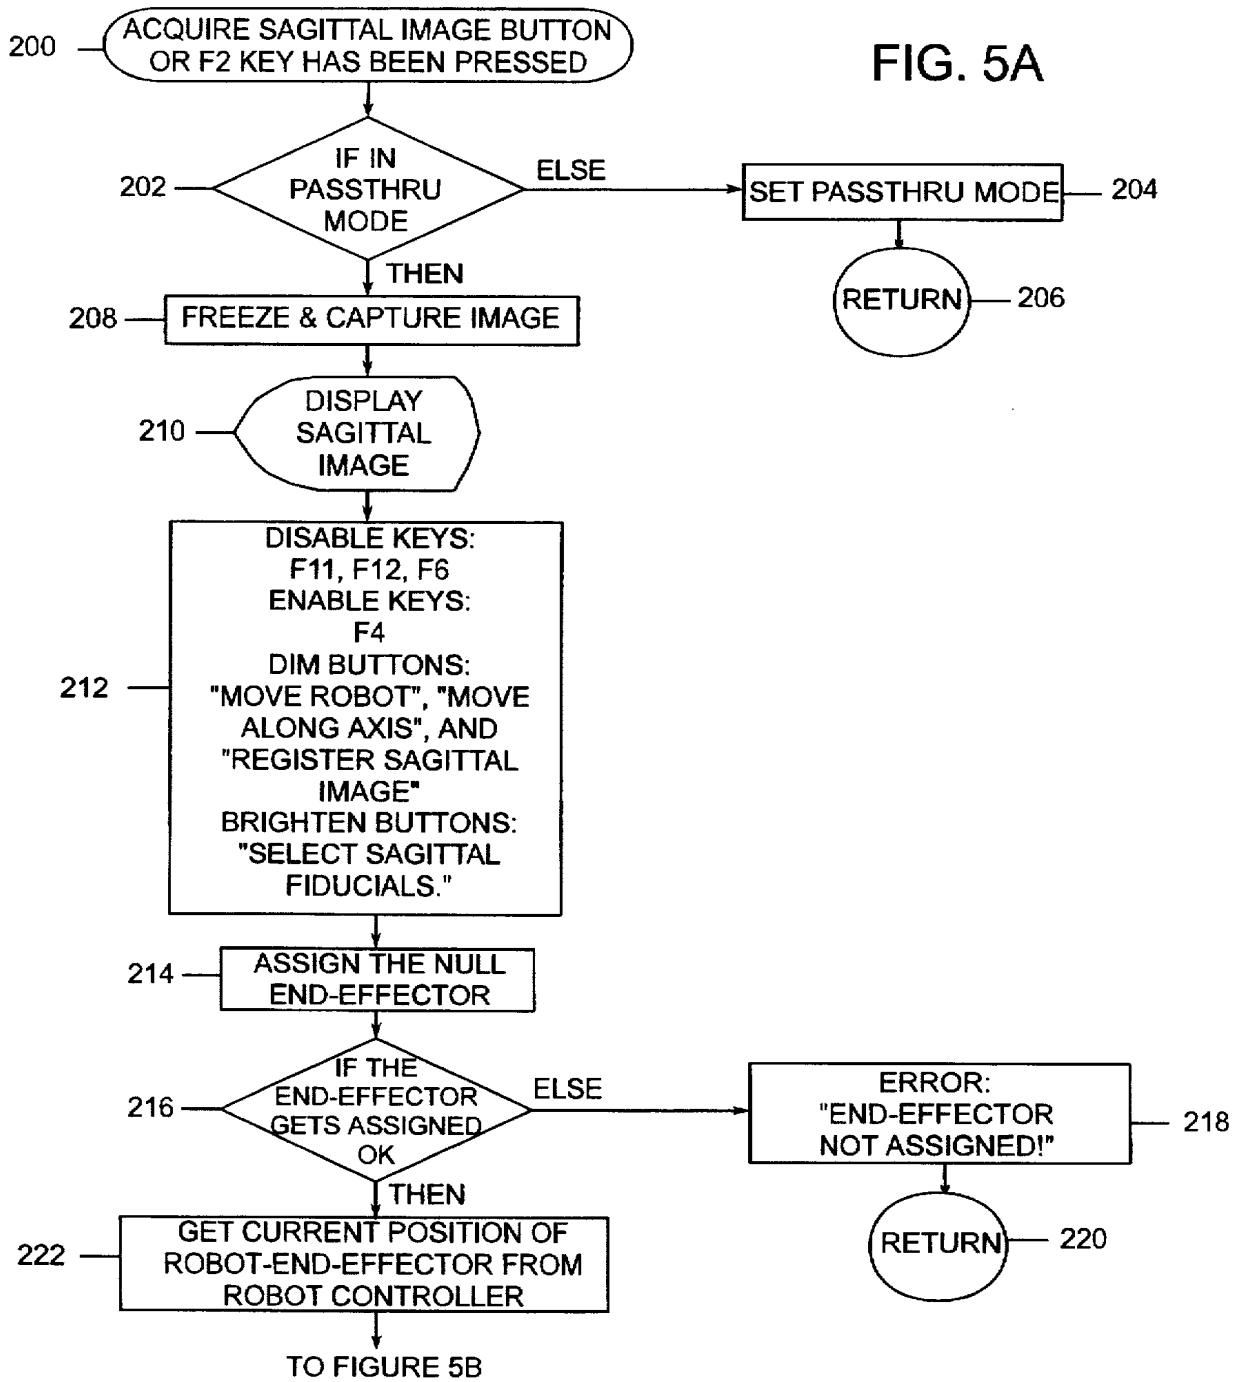 FIG. 5A
200
ACQUIRE SAGITTAL IMAGE BUTTON
OR F2 KEY HAS BEEN PRESSED
202
IF IN
PASSTHRU
MODE
ELSE
SET PASSTHRU MODE
204
RETURN
206
THEN
208
FREEZE & CAPTURE IMAGE
210
DISPLAY
SAGITTAL
IMAGE
212
DISABLE KEYS:
F11, F12, F6
ENABLE KEYS:
F4
DIM BUTTONS:
"MOVE ROBOT", "MOVE
ALONG AXIS", AND
"REGISTER SAGITTAL
IMAGE"
BRIGHTEN BUTTONS:
"SELECT SAGITTAL
FIDUCIALS."
214
ASSIGN THE NULL
END-EFFECTOR
216
IF THE
END-EFFECTOR
GETS ASSIGNED
OK
ELSE
ERROR:
"END-EFFECTOR
NOT ASSIGNED!"
218
RETURN
220
THEN
222
GET CURRENT POSITION OF
ROBOT-END-EFFECTOR FROM
ROBOT CONTROLLER
TO FIGURE 5B